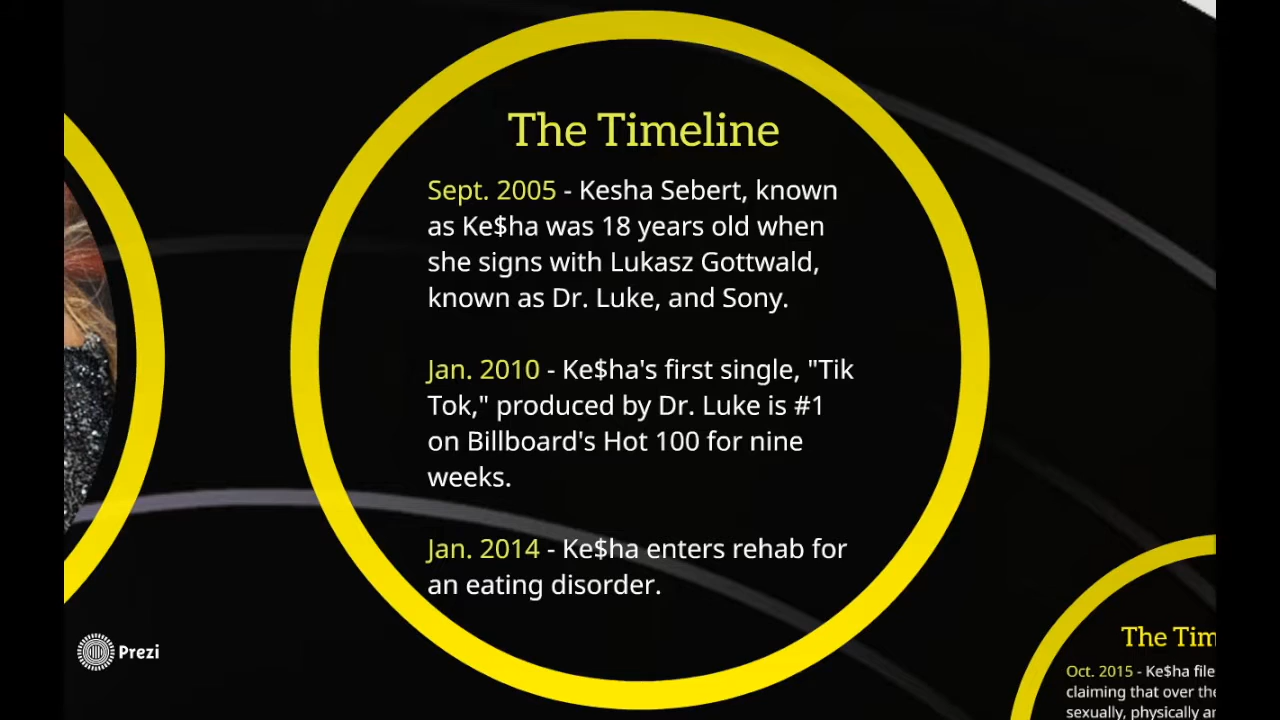 The Timeline
Sept. 2005 - Kesha Sebert, known
as Ke$ha was 18 years old when
she signs with Lukasz Gottwald,
known as Dr. Luke, and Sony.
Jan. 2010 - Ke$ha's first single, "Tik
Tok," produced by Dr. Luke is #1
on Billboard's Hot 100 for nine
weeks.
Jan. 2014 - Ke$ha enters rehab for
an eating disorder.
Prezi
The Tim
Oct. 2015 - Ke$ha file
claiming that over the
sexually, physically an